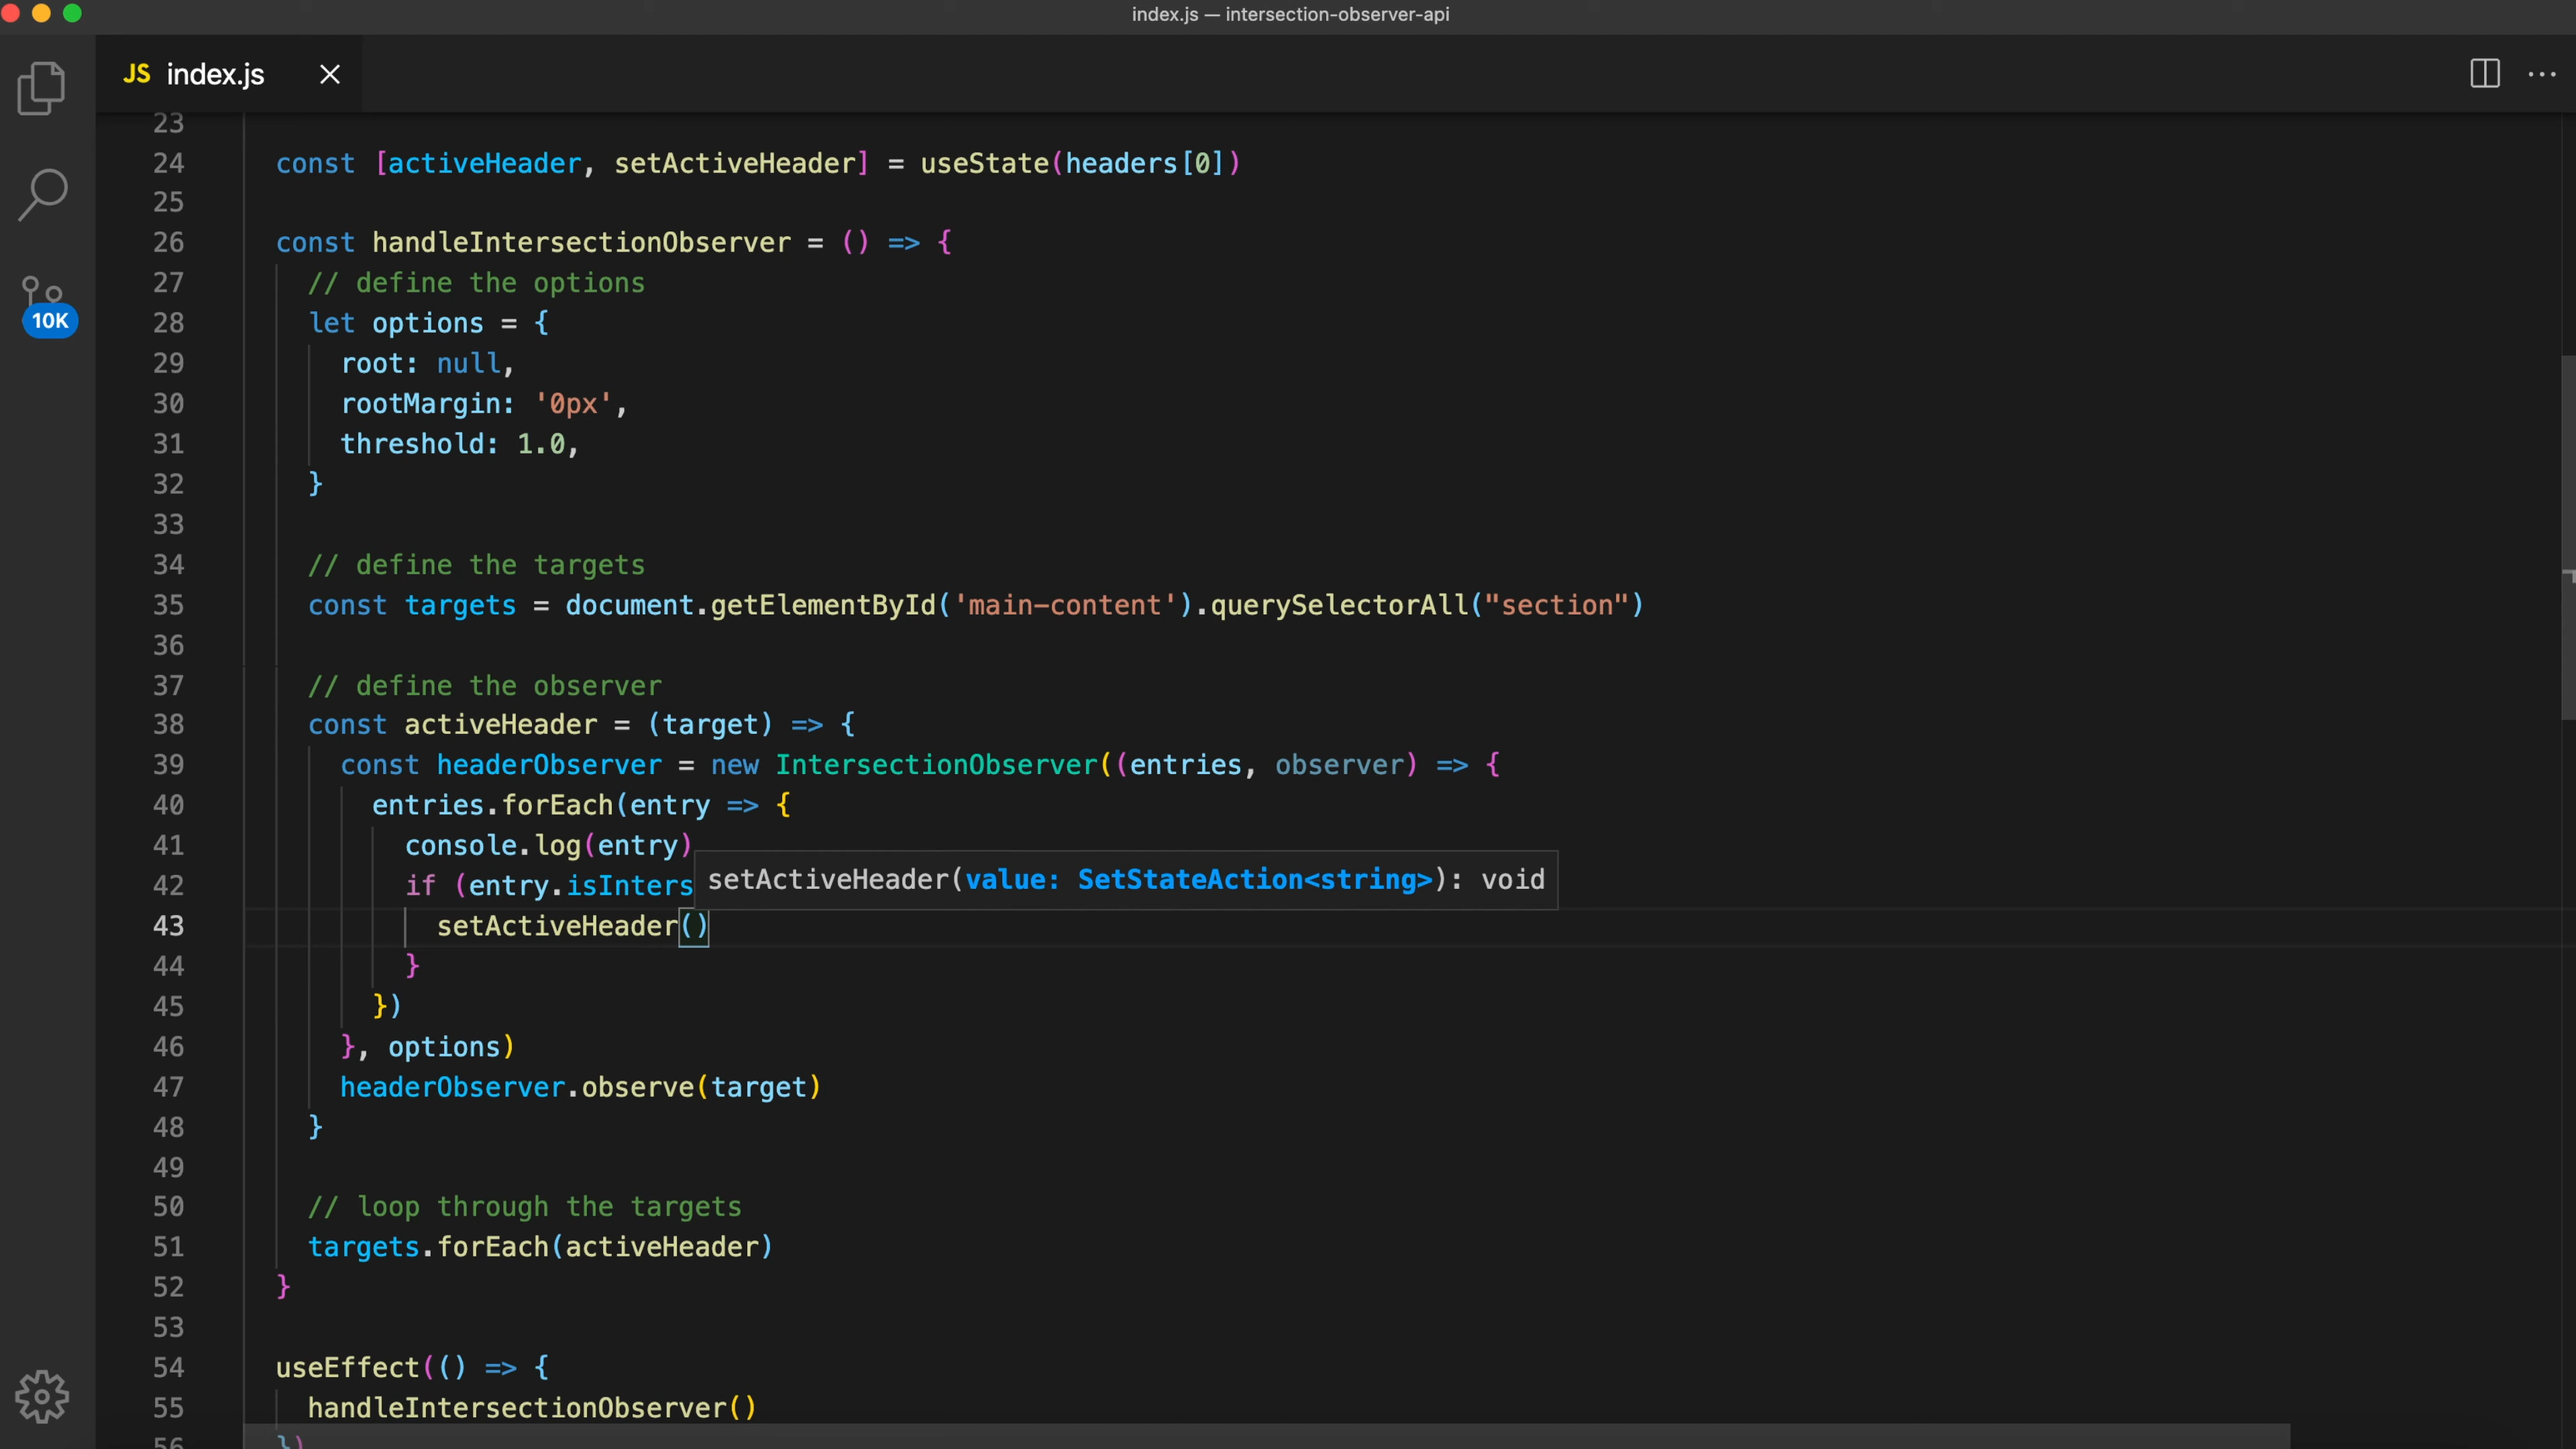 index.js — intersection-observer-api
JS index.js
10K
23
24 const [activeHeader, setActiveHeader] = useState(headers[0])
25
26 const handleIntersectionObserver = () => {
27 // define the options
28 let options = {
29 root: null,
30 rootMargin: '0px',
31 threshold: 1.0,
32 }
33
34 // define the targets
35 const targets = document.getElementById('main-content').querySelectorAll("section")
36
37 // define the observer
38 const activeHeader = (target) => {
39 const headerObserver = new IntersectionObserver((entries, observer) => {
40 entries.forEach(entry => {
41 console.log(entry)
42 if (entry.isInters
setActiveHeader(value: SetStateAction<string>): void
43 setActiveHeader()
44 }
45 })
46 }, options)
47 headerObserver.observe(target)
48 }
49
50 // loop through the targets
51 targets.forEach(activeHeader)
52 }
53
54 useEffect(() => {
55 handleIntersectionObserver()
56 })